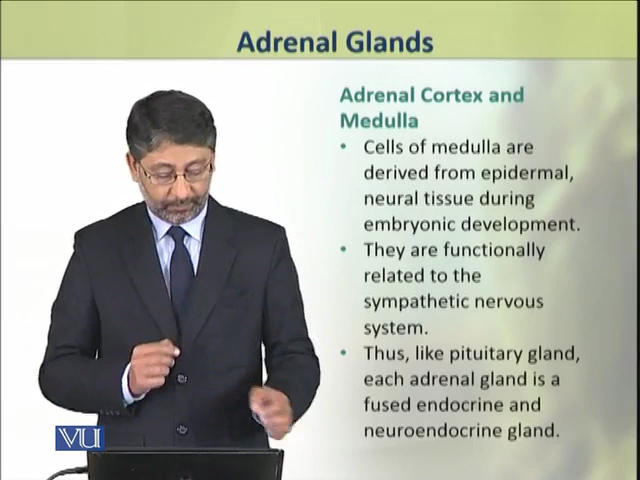 Adrenal Glands
Adrenal Cortex and
Medulla
• Cells of medulla are
derived from epidermal,
neural tissue during
embryonic development.
• They are functionally
related to the
sympathetic nervous
system.
• Thus, like pituitary gland,
each adrenal gland is a
fused endocrine and
neuroendocrine gland.
VU